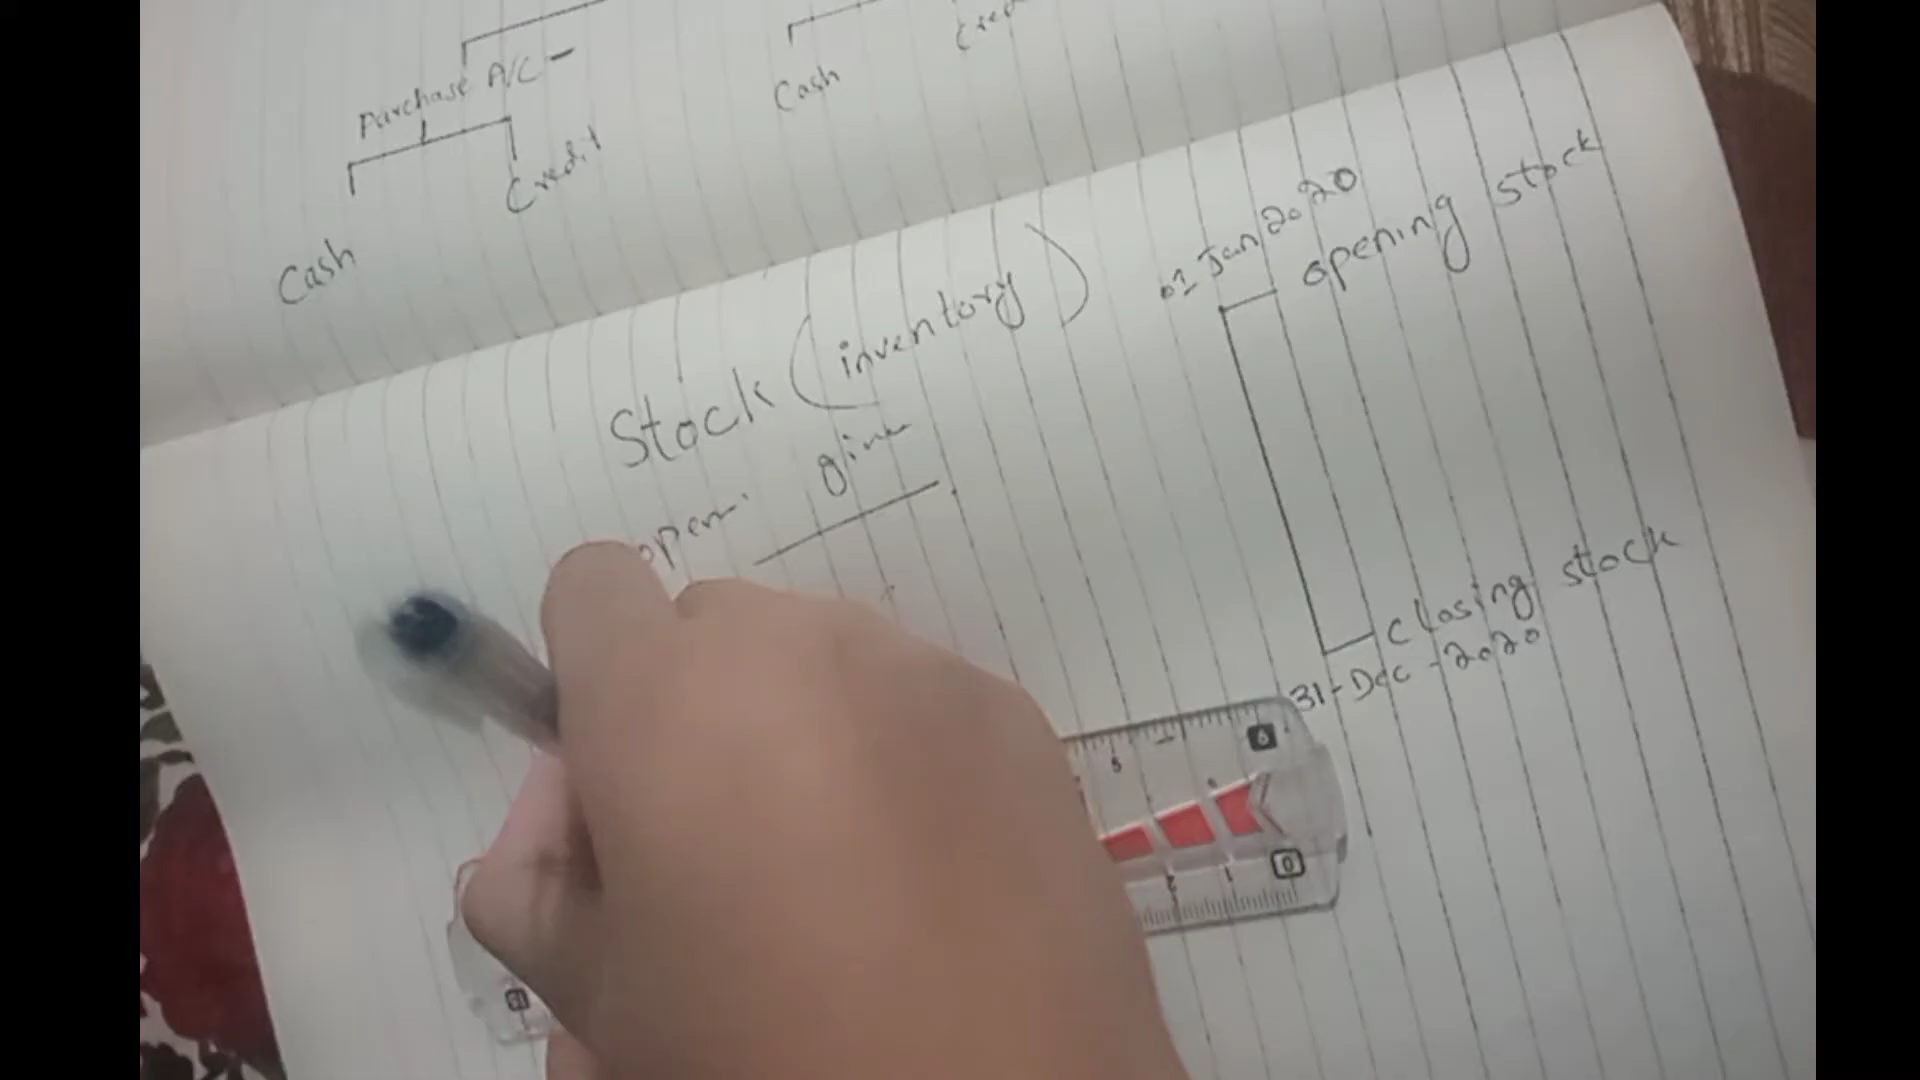 Purchase A/C -
Cash
Credit
Cash
Stock (inventory)
01 Jan 2020
opening stock
closing stock
31-Dec-2020